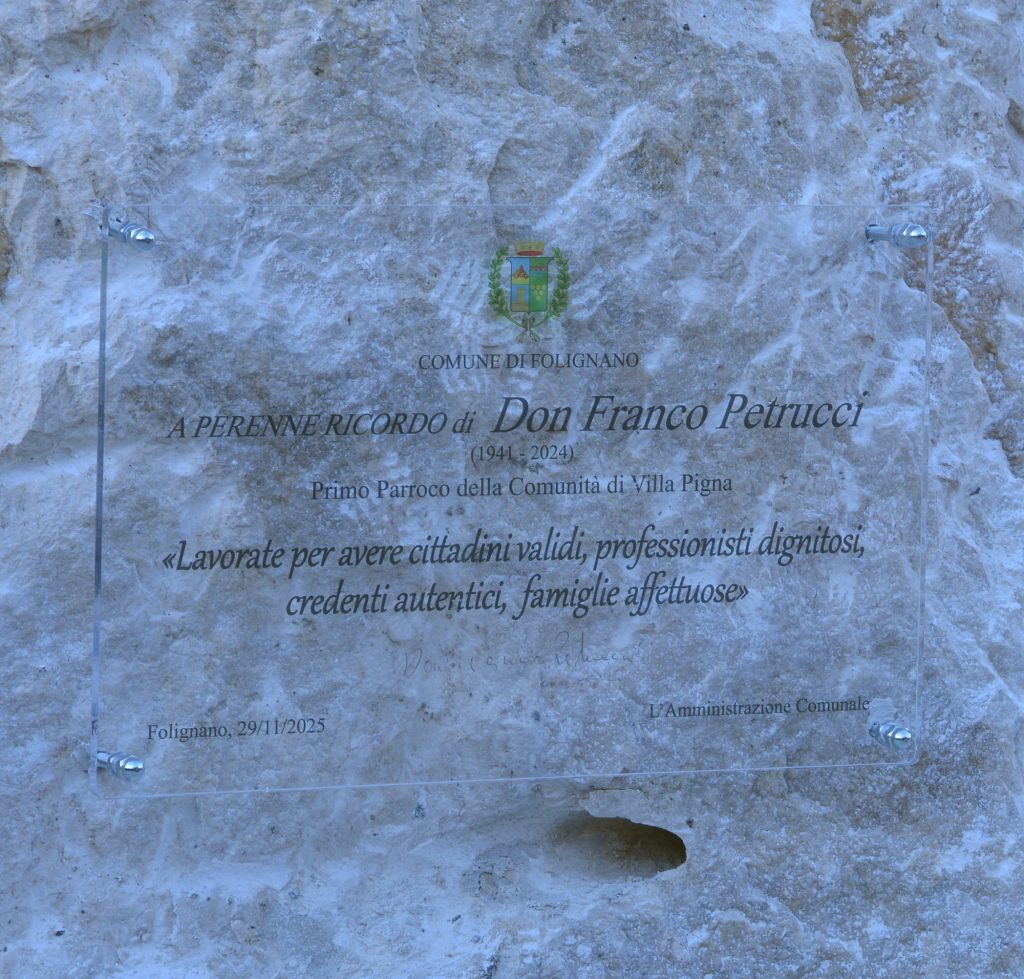 COMUNE DI FOLIGNANO
A PERENNE RICORDO di Don Franco Petrucci
(1941 - 2024)
Primo Parroco della Comunità di Villa Pigna
«Lavorate per avere cittadini validi, professionisti dignitosi,
credenti autentici, famiglie affettuose»
Folignano, 29/11/2025
L'Amministrazione Comunale